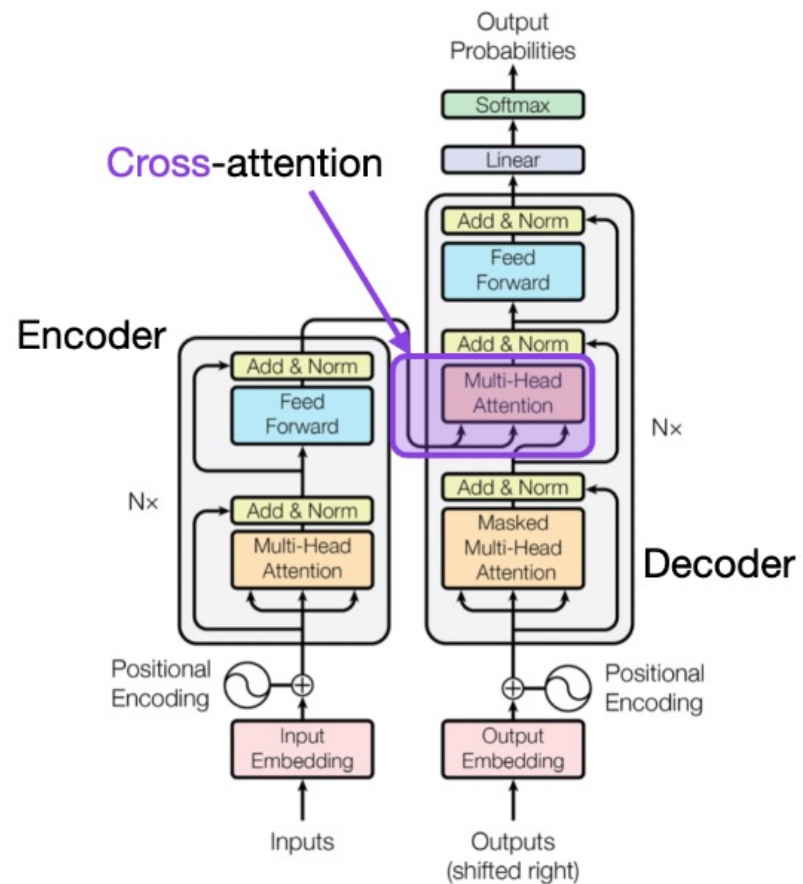 Output
Probabilities
Softmax
Linear
Cross-attention
Add & Norm
Feed
Forward
Add & Norm
Multi-Head
Attention
Nx
Add & Norm
Masked
Multi-Head
Attention
Decoder
Positional
Encoding
Output
Embedding
Outputs
(shifted right)
Encoder
Add & Norm
Feed
Forward
Nx
Add & Norm
Multi-Head
Attention
Positional
Encoding
Input
Embedding
Inputs